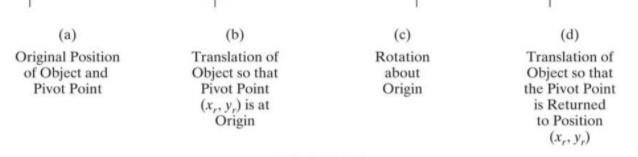 (a)
Original Position
of Object and
Pivot Point
(b)
Translation of
Object so that
Pivot Point
(xᵣ, yᵣ) is at
Origin
(c)
Rotation
about
Origin
(d)
Translation of
Object so that
the Pivot Point
is Returned
to Position
(xᵣ, yᵣ)